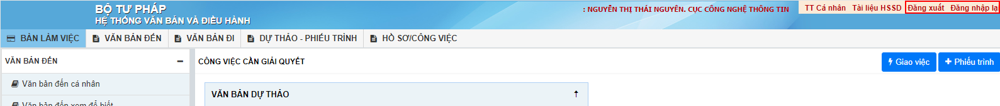 BỘ TƯ PHÁP
HỆ THỐNG VĂN BẢN VÀ ĐIỀU HÀNH
: NGUYỄN THỊ THÁI NGUYÊN. CỤC CÔNG NGHỆ THÔNG TIN
TT Cá nhân Tài liệu HSSD Đăng xuất Đăng nhập lạ
BÀN LÀM VIỆC VĂN BẢN ĐẾN VĂN BẢN ĐI DỰ THẢO - PHIẾU TRÌNH HỒ SƠ/CÔNG VIỆC
VĂN BẢN ĐẾN
Văn bản đến cá nhân
Văn bản đến xem để biết
CÔNG VIỆC CẦN GIẢI QUYẾT
Giao việc + Phiếu trình
VĂN BẢN DỰ THẢO